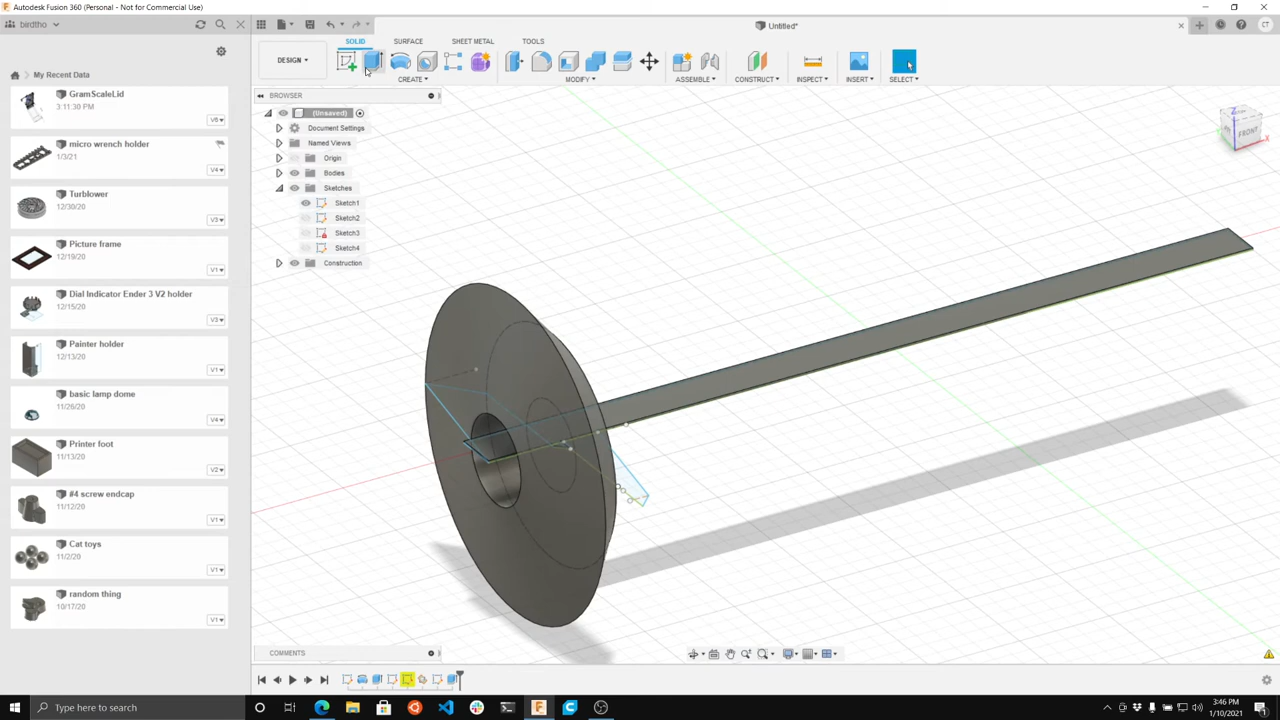 Autodesk Fusion 360 (Personal - Not for Commercial Use)
birdtho
Untitled*
CT
SOLID SURFACE SHEET METAL TOOLS
DESIGN
CREATE MODIFY ASSEMBLE CONSTRUCT INSPECT INSERT SELECT
My Recent Data
GramScaleLid
3:11:30 PM
V6
micro wrench holder
1/3/21
V4
Turblower
12/30/20
V3
Picture frame
12/19/20
V1
Dial Indicator Ender 3 V2 holder
12/15/20
V3
Painter holder
12/13/20
V1
basic lamp dome
11/26/20
V4
Printer foot
11/13/20
V2
#4 screw endcap
11/12/20
V1
Cat toys
11/2/20
V1
random thing
10/17/20
V1
BROWSER
(Unsaved)
Document Settings
Named Views
Origin
Bodies
Sketches
Sketch1
Sketch2
Sketch3
Sketch4
Construction
Z
FRONT
X
COMMENTS
Type here to search
3:46 PM
1/10/2021